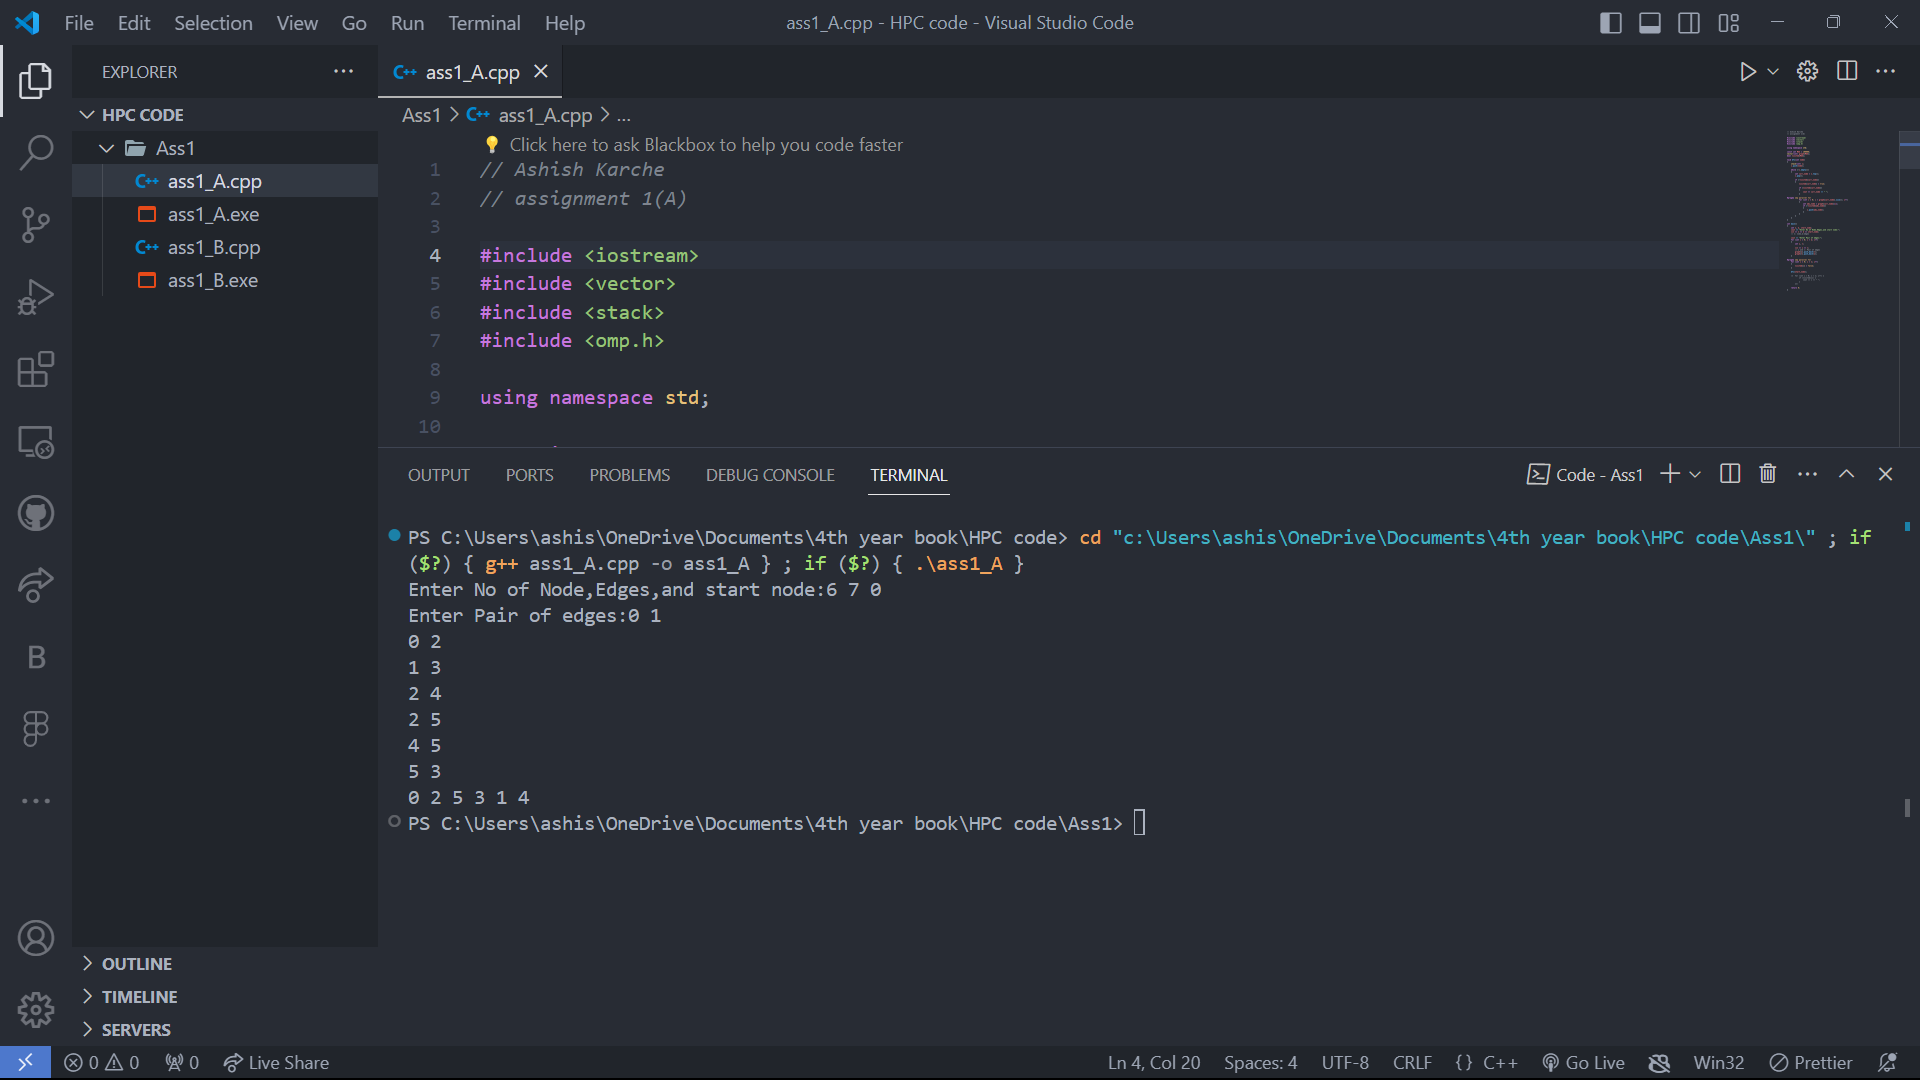 File Edit Selection View Go Run Terminal Help
ass1_A.cpp - HPC code - Visual Studio Code
EXPLORER
HPC CODE
Ass1
C++ ass1_A.cpp
ass1_A.exe
C++ ass1_B.cpp
ass1_B.exe
OUTLINE
TIMELINE
SERVERS
C++ ass1_A.cpp
Ass1 > C++ ass1_A.cpp > ...
Click here to ask Blackbox to help you code faster
1 // Ashish Karche
2 // assignment 1(A)
3
4 #include <iostream>
5 #include <vector>
6 #include <stack>
7 #include <omp.h>
8
9 using namespace std;
10
OUTPUT PORTS PROBLEMS DEBUG CONSOLE TERMINAL
Code - Ass1
PS C:\Users\ashis\OneDrive\Documents\4th year book\HPC code> cd "c:\Users\ashis\OneDrive\Documents\4th year book\HPC code\Ass1\" ; if
($?) { g++ ass1_A.cpp -o ass1_A } ; if ($?) { .\ass1_A }
Enter No of Node,Edges,and start node:6 7 0
Enter Pair of edges:0 1
0 2
1 3
2 4
2 5
4 5
5 3
0 2 5 3 1 4
PS C:\Users\ashis\OneDrive\Documents\4th year book\HPC code\Ass1>
0 0 0 Live Share
Ln 4, Col 20 Spaces: 4 UTF-8 CRLF {} C++ Go Live Win32 Prettier